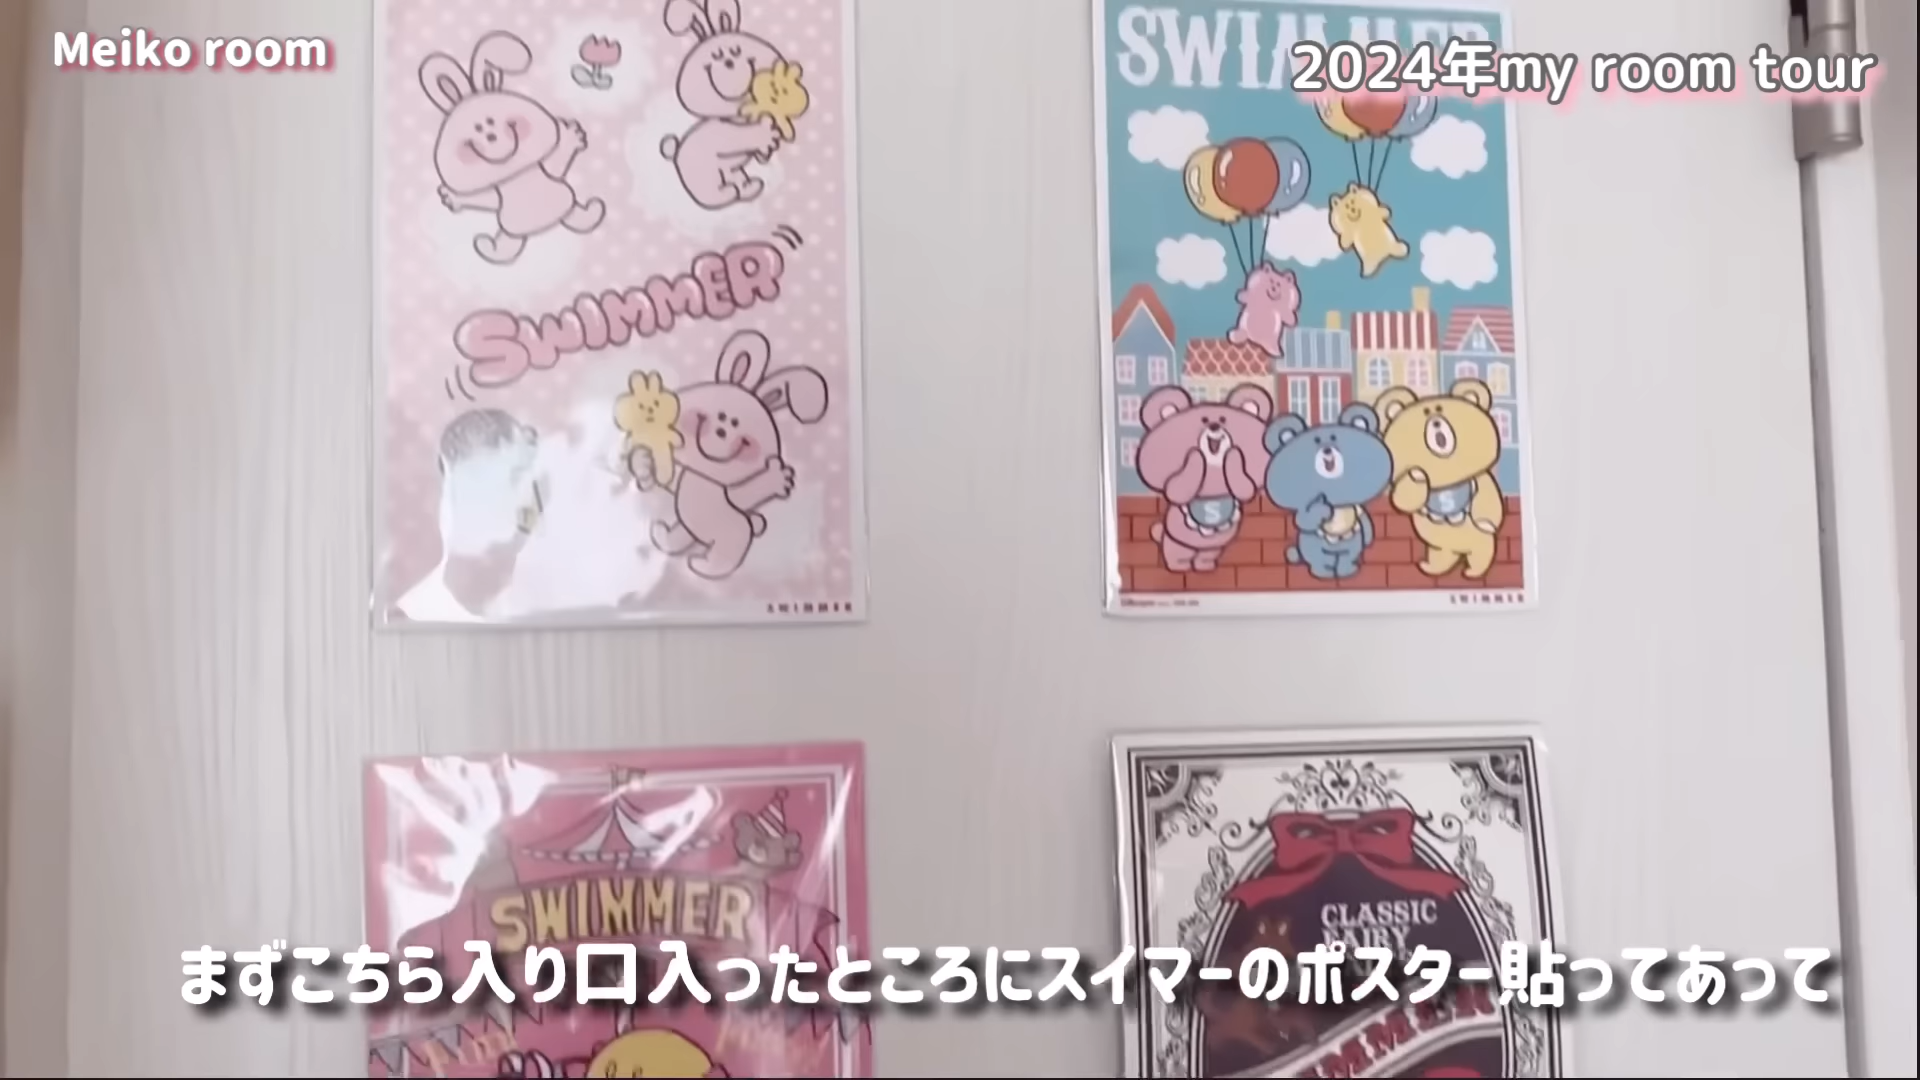 Meiko room
2024年my room tour
SWIMMER
SWIMMER
SWIMMER
SWIMMER
SWIMMER
S
S
CLASSIC
FAIRY
まずこちら入り口入ったところにスイマーのポスター貼ってあって